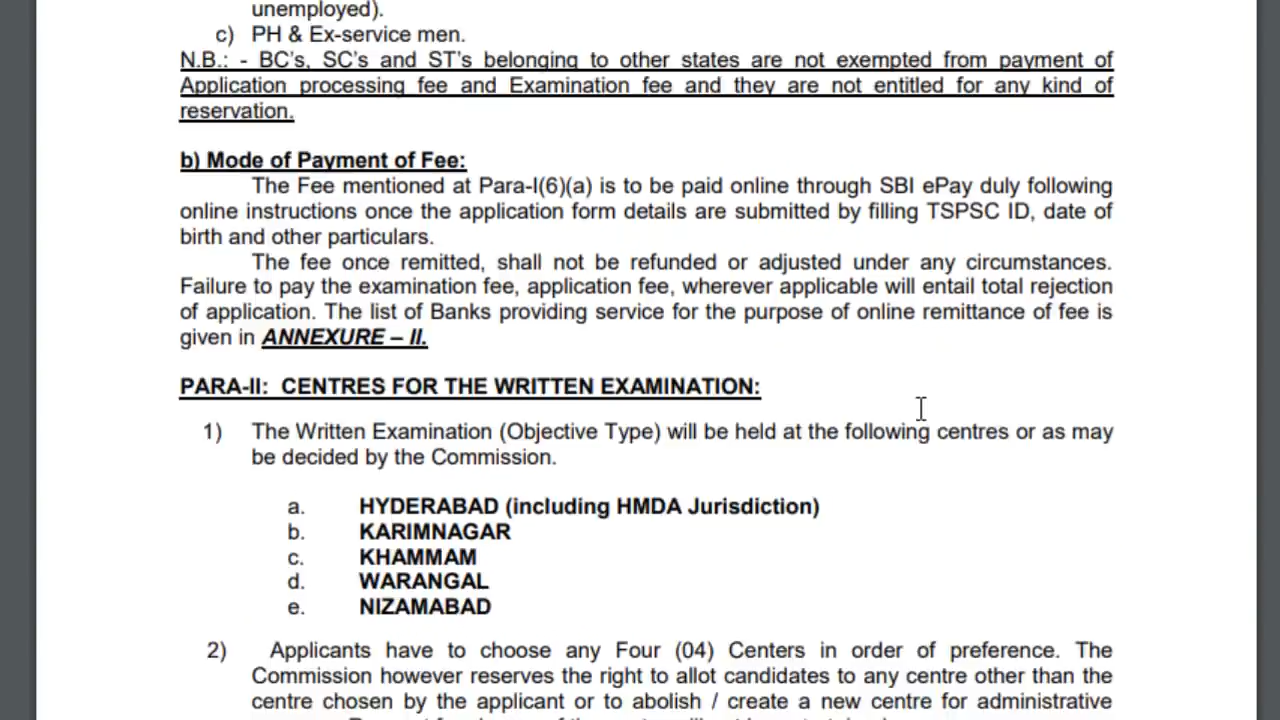 unemployed).
c) PH & Ex-service men.
N.B.: - BC's, SC's and ST's belonging to other states are not exempted from payment of
Application processing fee and Examination fee and they are not entitled for any kind of
reservation.
b) Mode of Payment of Fee:
The Fee mentioned at Para-I(6)(a) is to be paid online through SBI ePay duly following
online instructions once the application form details are submitted by filling TSPSC ID, date of
birth and other particulars.
The fee once remitted, shall not be refunded or adjusted under any circumstances.
Failure to pay the examination fee, application fee, wherever applicable will entail total rejection
of application. The list of Banks providing service for the purpose of online remittance of fee is
given in ANNEXURE – II.
PARA-II: CENTRES FOR THE WRITTEN EXAMINATION:
1) The Written Examination (Objective Type) will be held at the following centres or as may
be decided by the Commission.
a. HYDERABAD (including HMDA Jurisdiction)
b. KARIMNAGAR
c. KHAMMAM
d. WARANGAL
e. NIZAMABAD
2) Applicants have to choose any Four (04) Centers in order of preference. The
Commission however reserves the right to allot candidates to any centre other than the
centre chosen by the applicant or to abolish / create a new centre for administrative